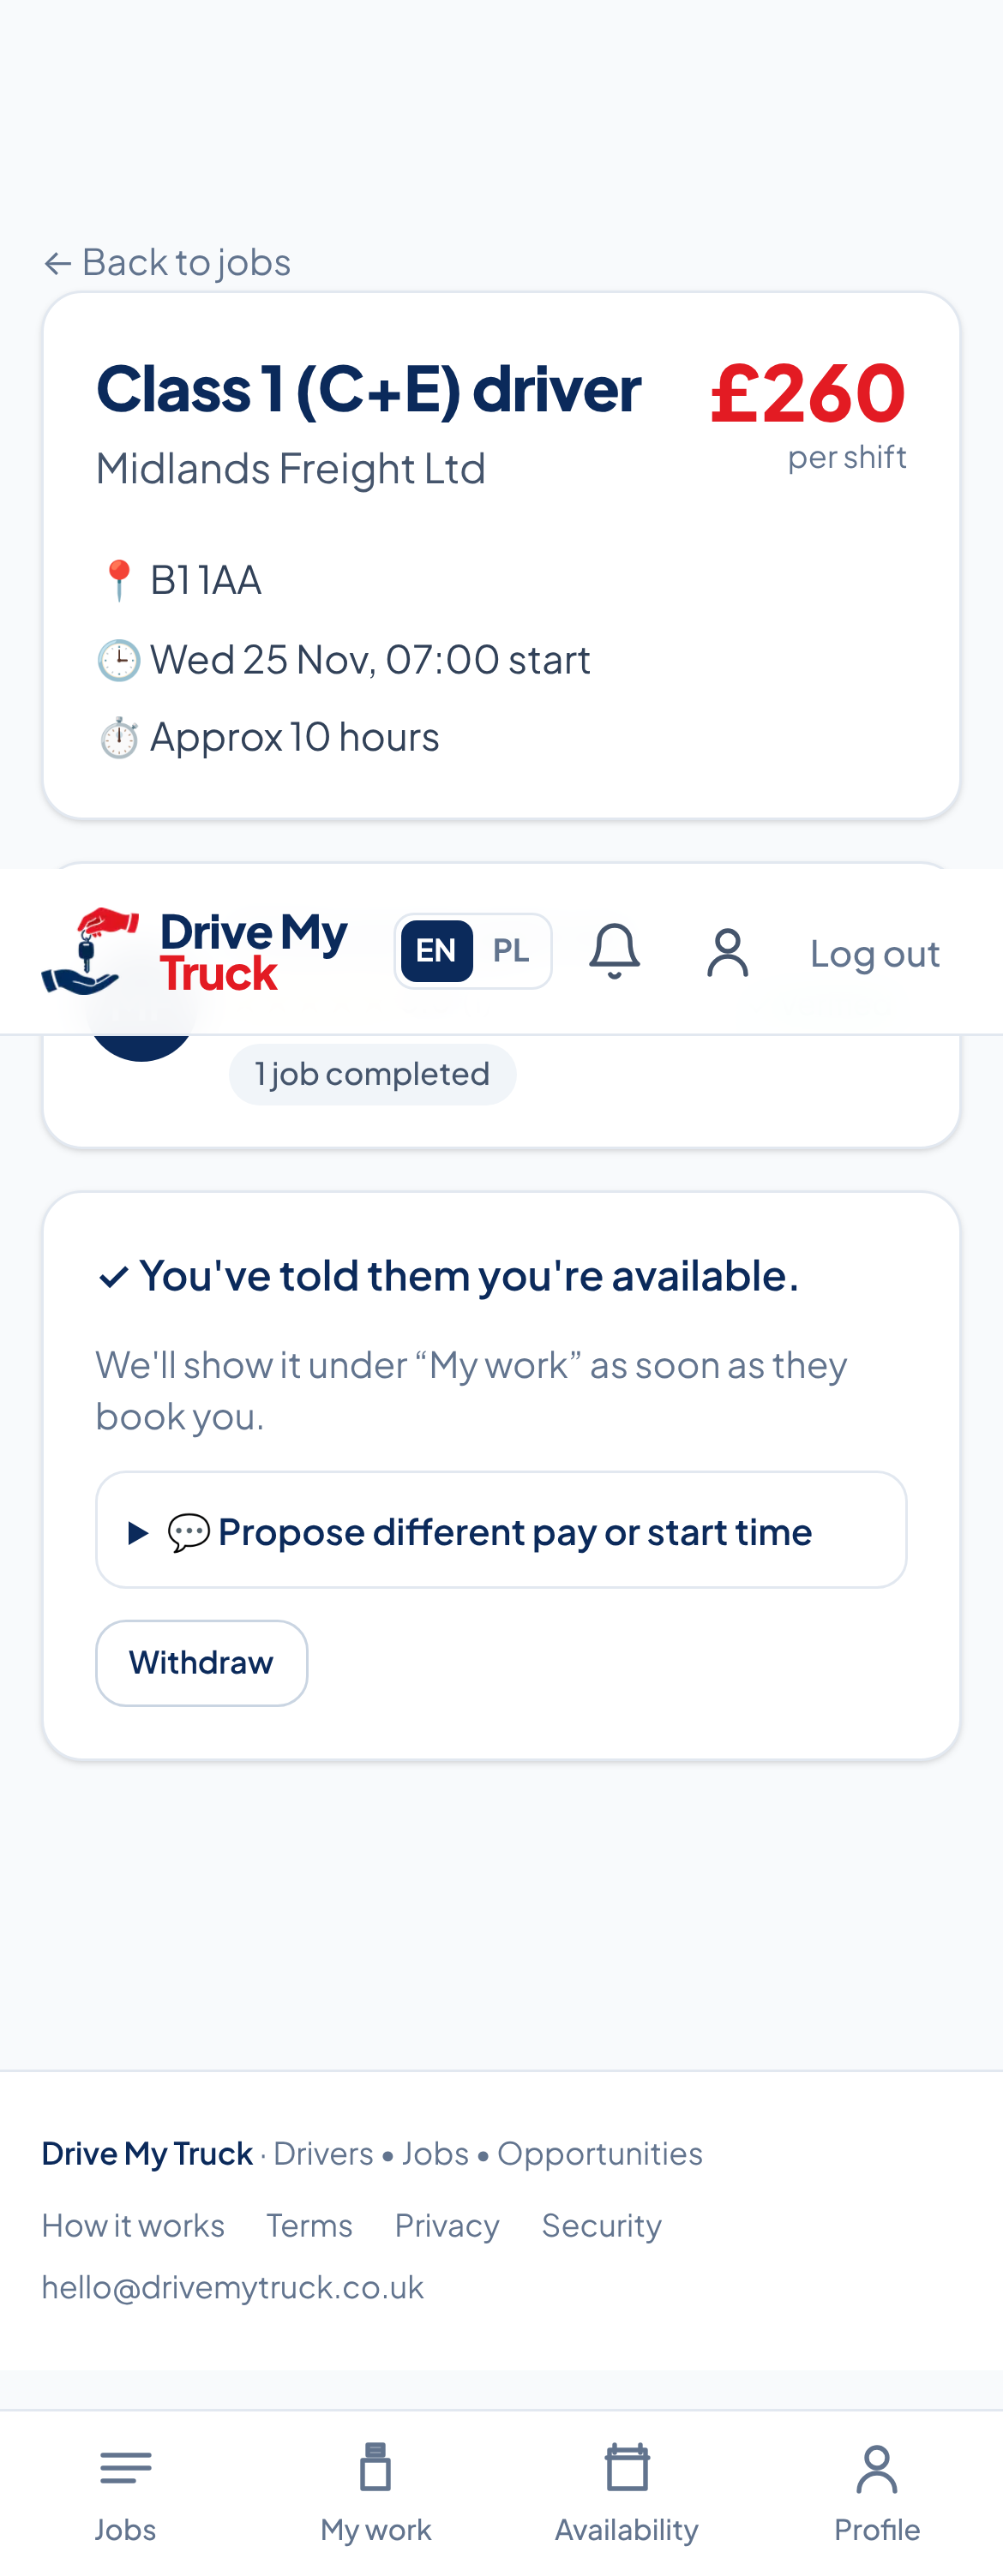 ← Back to jobs
Class 1 (C+E) driver
£260
per shift
Midlands Freight Ltd
B1 1AA
Wed 25 Nov, 07:00 start
Approx 10 hours
Drive My
Truck
EN PL
Log out
1 job completed
✓ You've told them you're available.
We'll show it under “My work” as soon as they
book you.
▶ 💬 Propose different pay or start time
Withdraw
Drive My Truck · Drivers • Jobs • Opportunities
How it works Terms Privacy Security
hello@drivemytruck.co.uk
Jobs My work Availability Profile